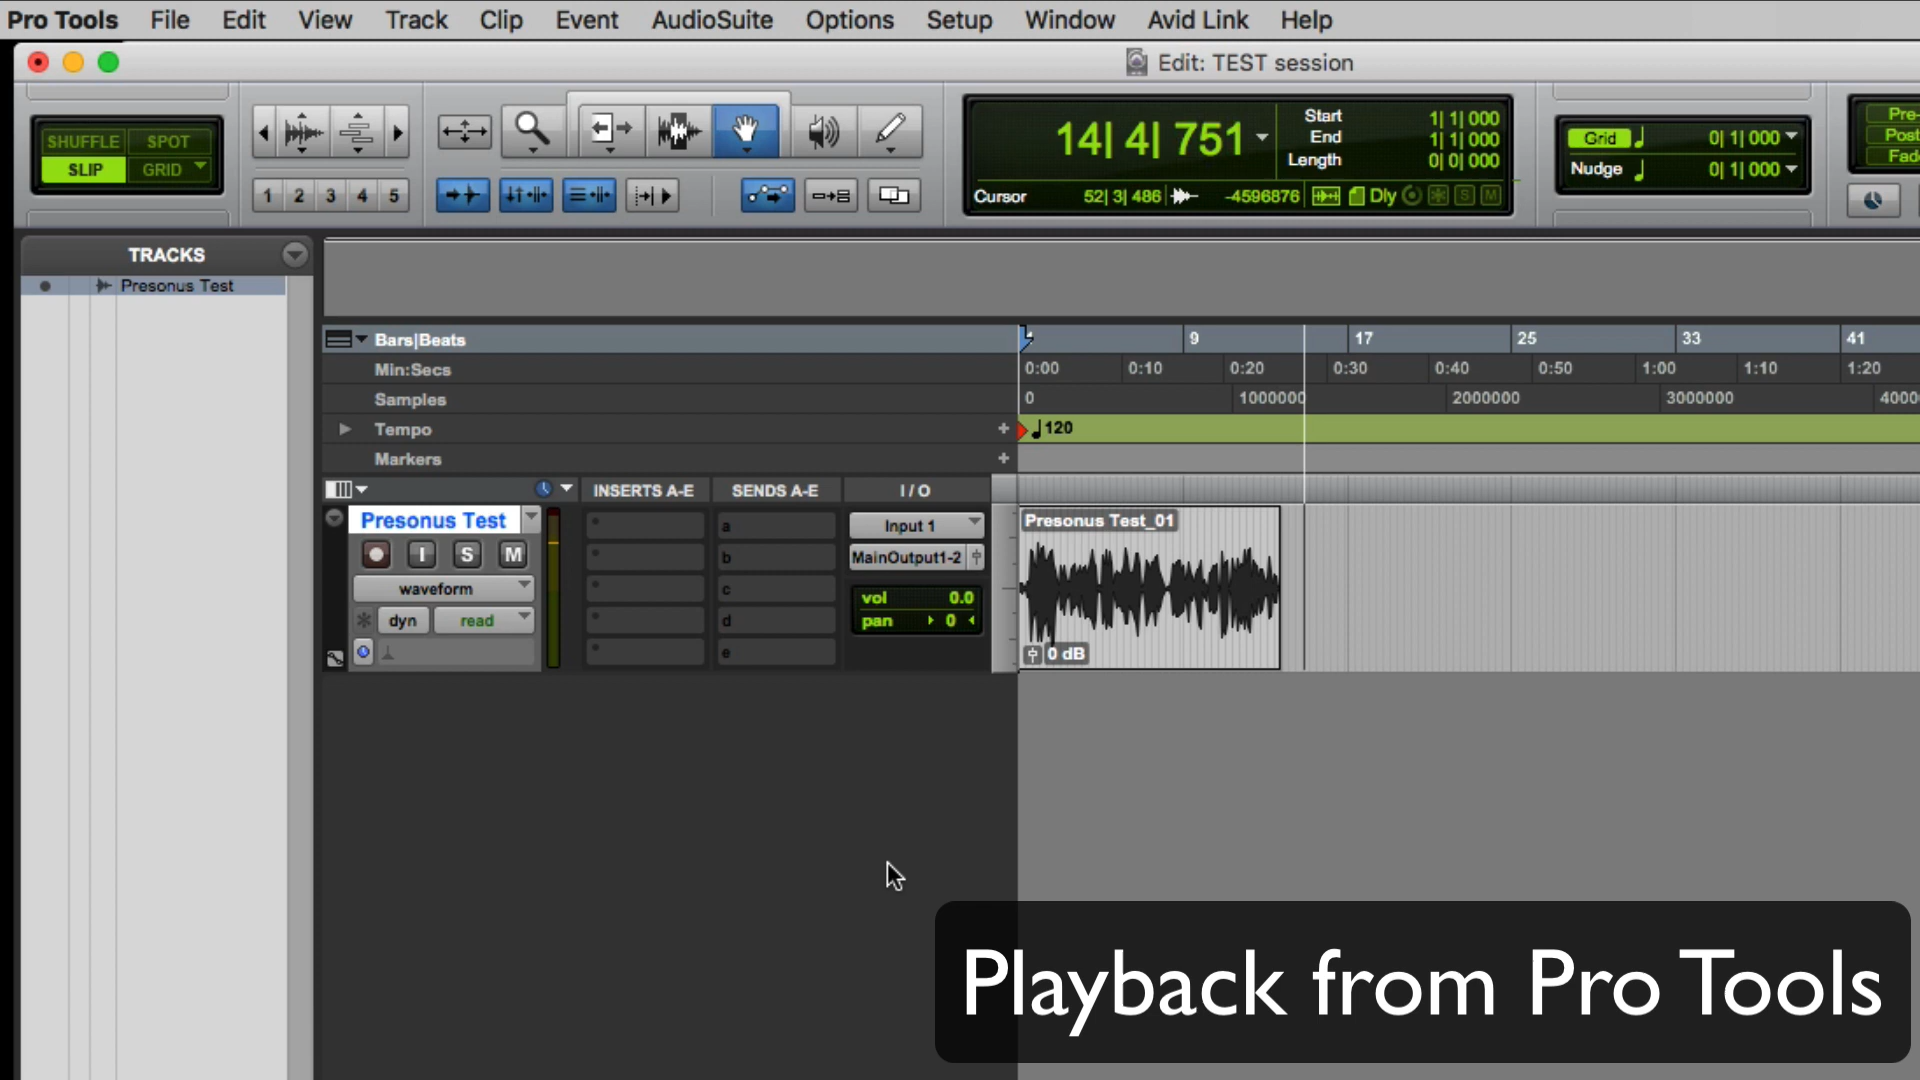 Pro Tools File Edit View Track Clip Event AudioSuite Options Setup Window Avid Link Help
Edit: TEST session
SHUFFLE SPOT
SLIP GRID
1 2 3 4 5
14| 4| 751
Start 1| 1| 000
End 1| 1| 000
Length 0| 0| 000
Cursor 52| 3| 486 -4596876 Dly S M
Grid 0| 1| 000
Nudge 0| 1| 000
Pre-
Post
Fade
TRACKS
Presonus Test
Bars|Beats 9 17 25 33 41
Min:Secs 0:00 0:10 0:20 0:30 0:40 0:50 1:00 1:10 1:20
Samples 0 1000000 2000000 3000000 4000
Tempo + 120
Markers +
INSERTS A-E SENDS A-E I / O
Presonus Test
I S M
waveform
dyn read
a
b
c
d
e
Input 1
MainOutput1-2
vol 0.0
pan 0
Presonus Test_01
0 dB
Playback from Pro Tools